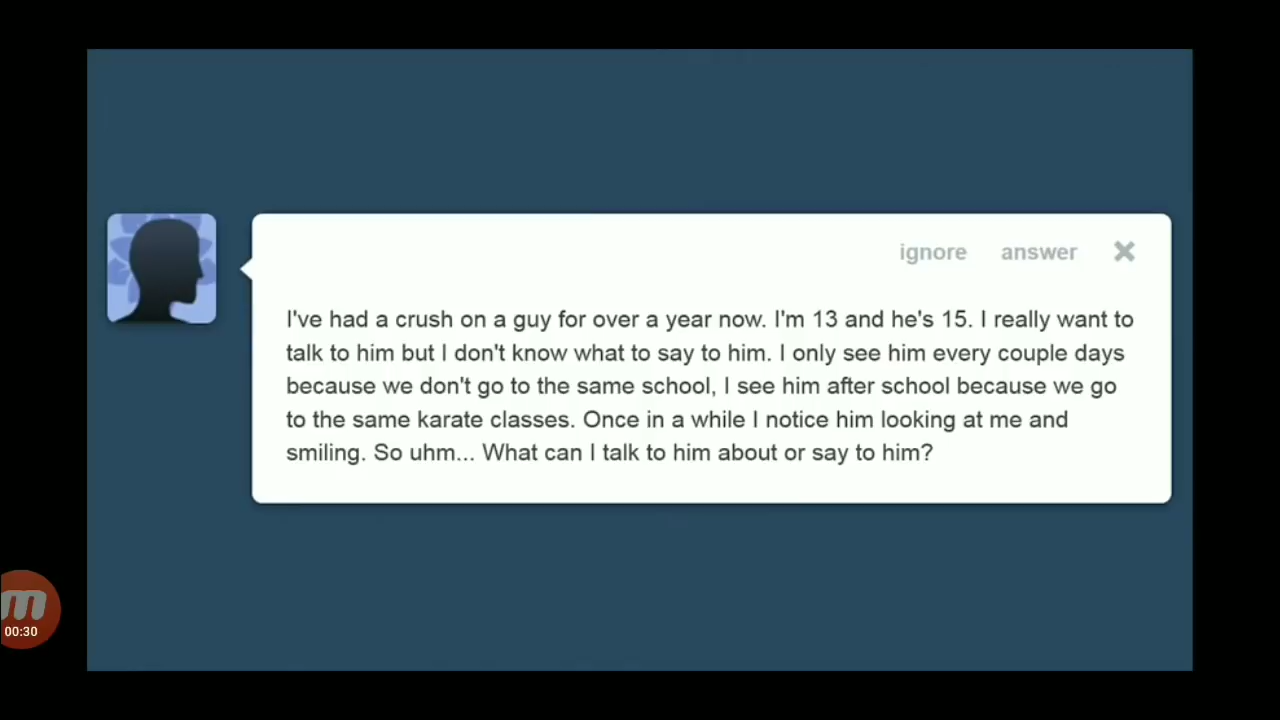 ignore answer
I've had a crush on a guy for over a year now. I'm 13 and he's 15. I really want to
talk to him but I don't know what to say to him. I only see him every couple days
because we don't go to the same school, I see him after school because we go
to the same karate classes. Once in a while I notice him looking at me and
smiling. So uhm... What can I talk to him about or say to him?
m
00:30